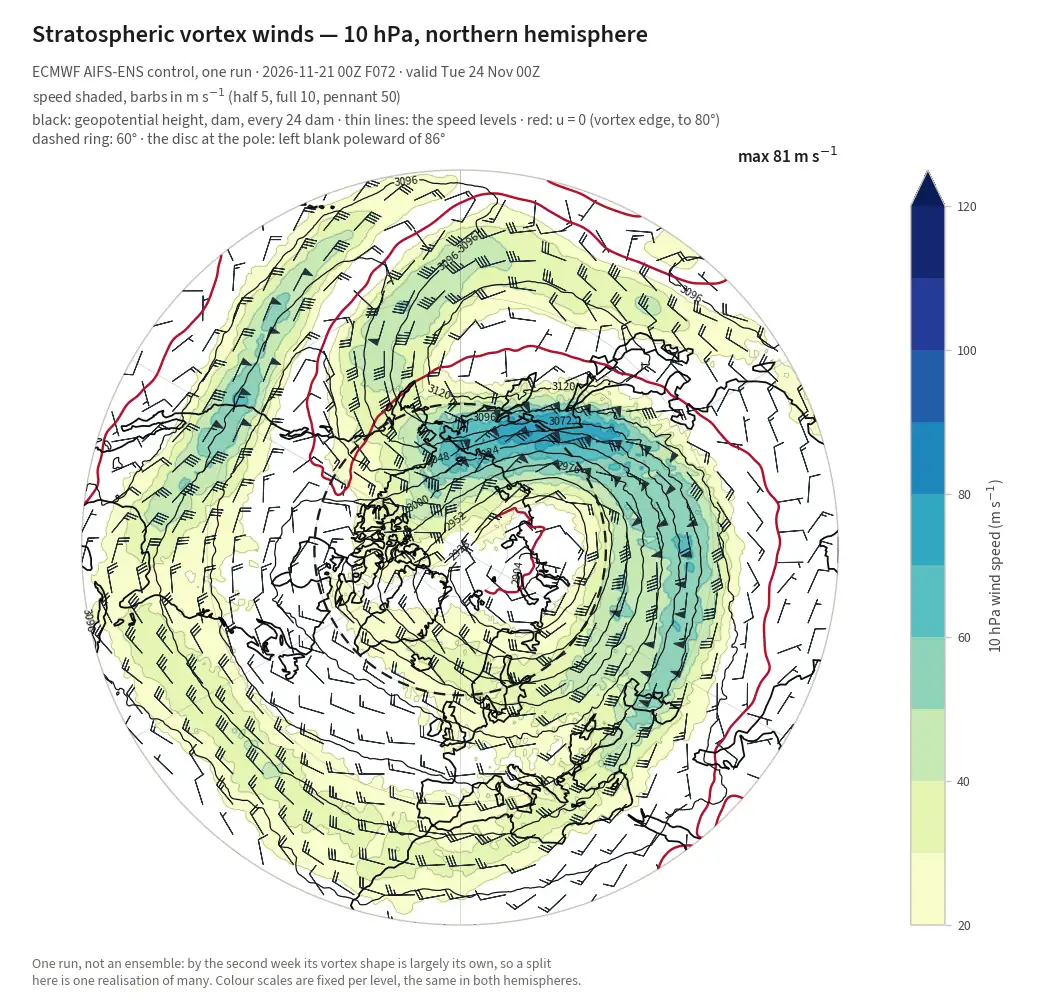 Stratospheric vortex winds — 10 hPa, northern hemisphere
ECMWF AIFS-ENS control, one run · 2026-11-21 00Z F072 · valid Tue 24 Nov 00Z
speed shaded, barbs in m s⁻¹ (half 5, full 10, pennant 50)
black: geopotential height, dam, every 24 dam · thin lines: the speed levels · red: u = 0 (vortex edge, to 80°)
dashed ring: 60° · the disc at the pole: left blank poleward of 86°
max 81 m s⁻¹
3096
3096
3096
3096
3120
3120
3096
3072
2976
3000
2952
2904
3096
120
100
80
60
40
20
10 hPa wind speed (m s⁻¹)
One run, not an ensemble: by the second week its vortex shape is largely its own, so a split
here is one realisation of many. Colour scales are fixed per level, the same in both hemispheres.